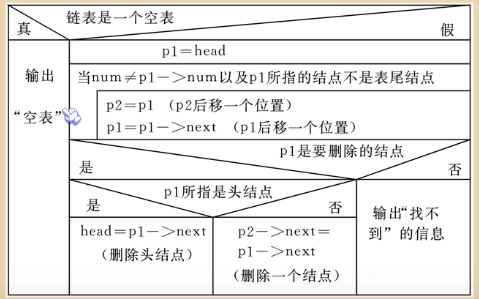 链表是一个空表
真
假
输出
“空表”
p1=head
当num≠p1->num以及p1所指的结点不是表尾结点
p2=p1 (p2后移一个位置)
p1=p1->next (p1后移一个位置)
p1是要删除的结点
是
否
p1所指是头结点
是
否
head=p1->next
(删除头结点)
p2->next=
p1->next
(删除一个结点)
输出“找不
到”的信息